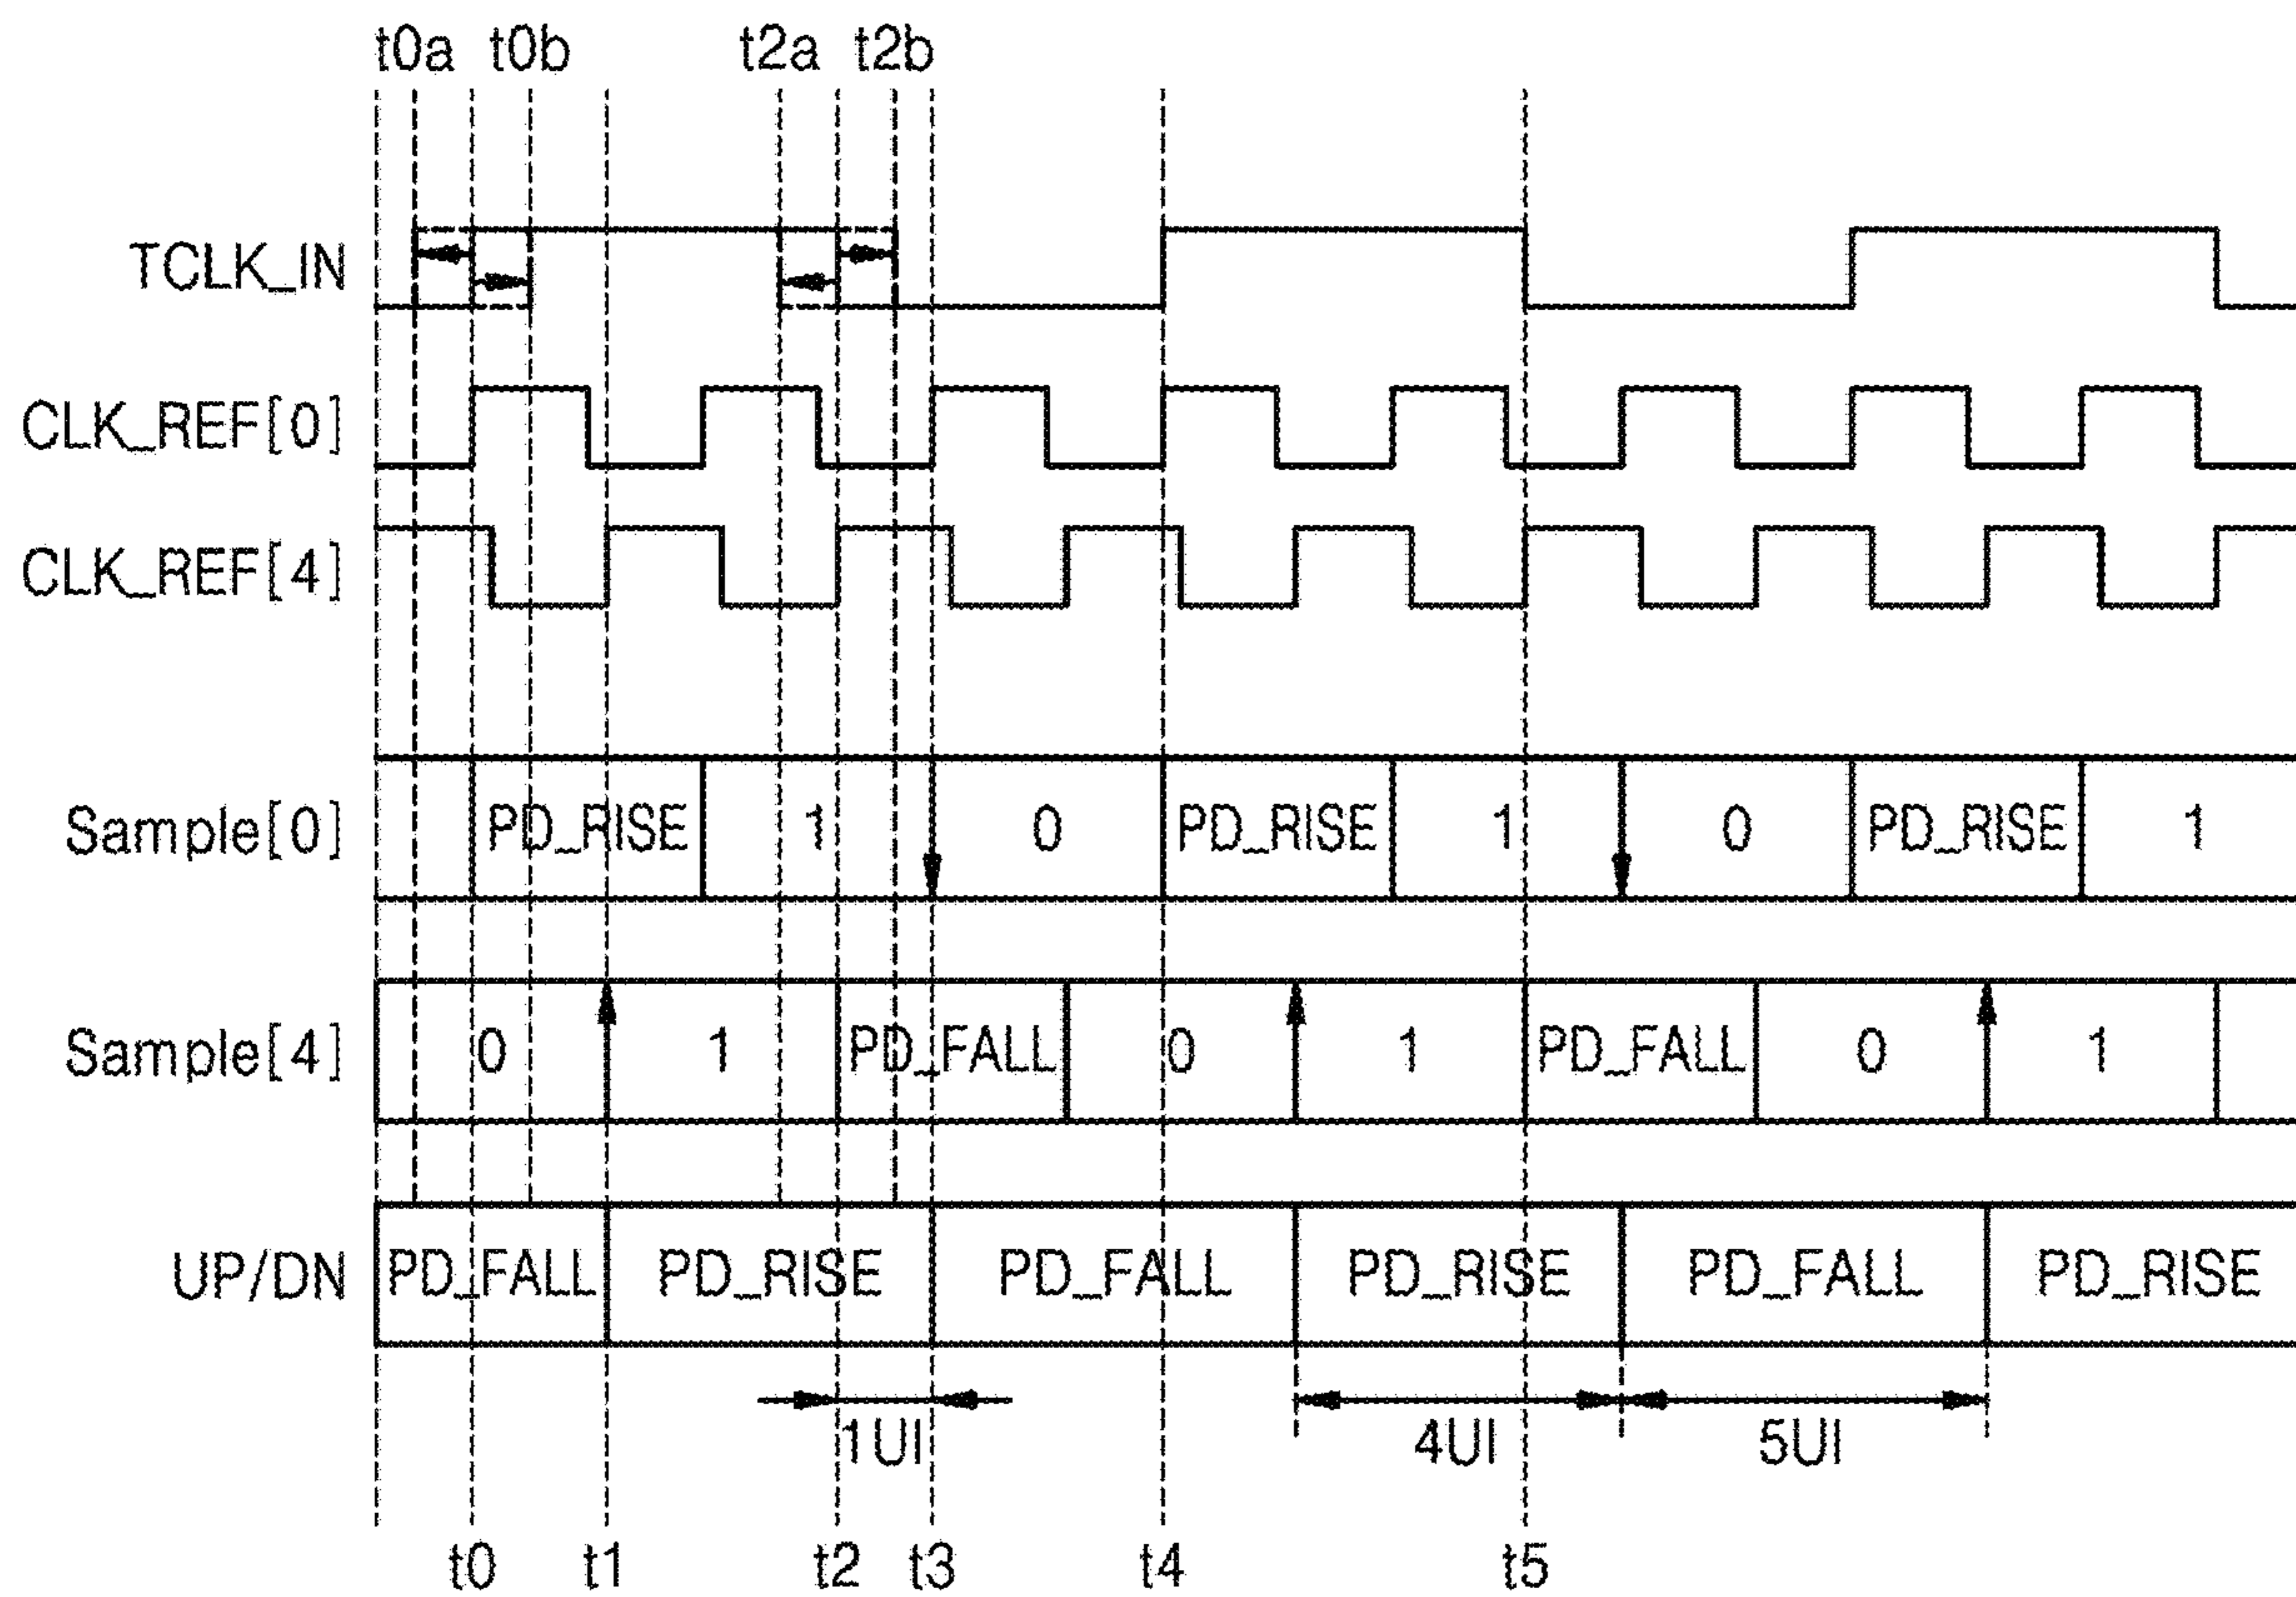 t0a t0b t2a t2b
TCLK_IN
CLK_REF[0]
CLK_REF[4]
Sample[0] PD_RISE 1 0 PD_RISE 1 0 PD_RISE 1
Sample[4] 0 1 PD_FALL 0 1 PD_FALL 0 1
UP/DN PD_FALL PD_RISE PD_FALL PD_RISE PD_FALL PD_RISE
1UI 4UI 5UI
t0 t1 t2 t3 t4 t5